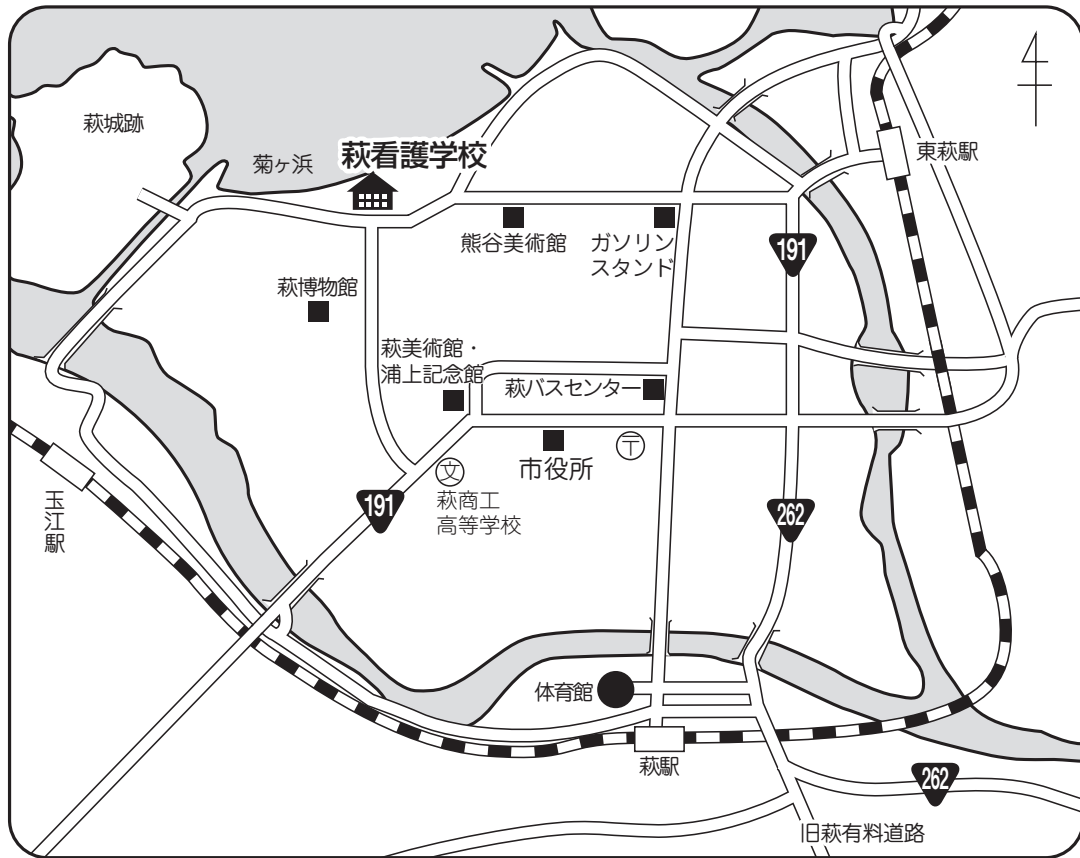 萩城跡
菊ヶ浜
萩看護学校
東萩駅
熊谷美術館
ガソリン
スタンド
191
萩博物館
萩美術館・
浦上記念館
萩バスセンター
〒
市役所
文
萩商工
高等学校
191
262
玉江駅
体育館
萩駅
262
旧萩有料道路